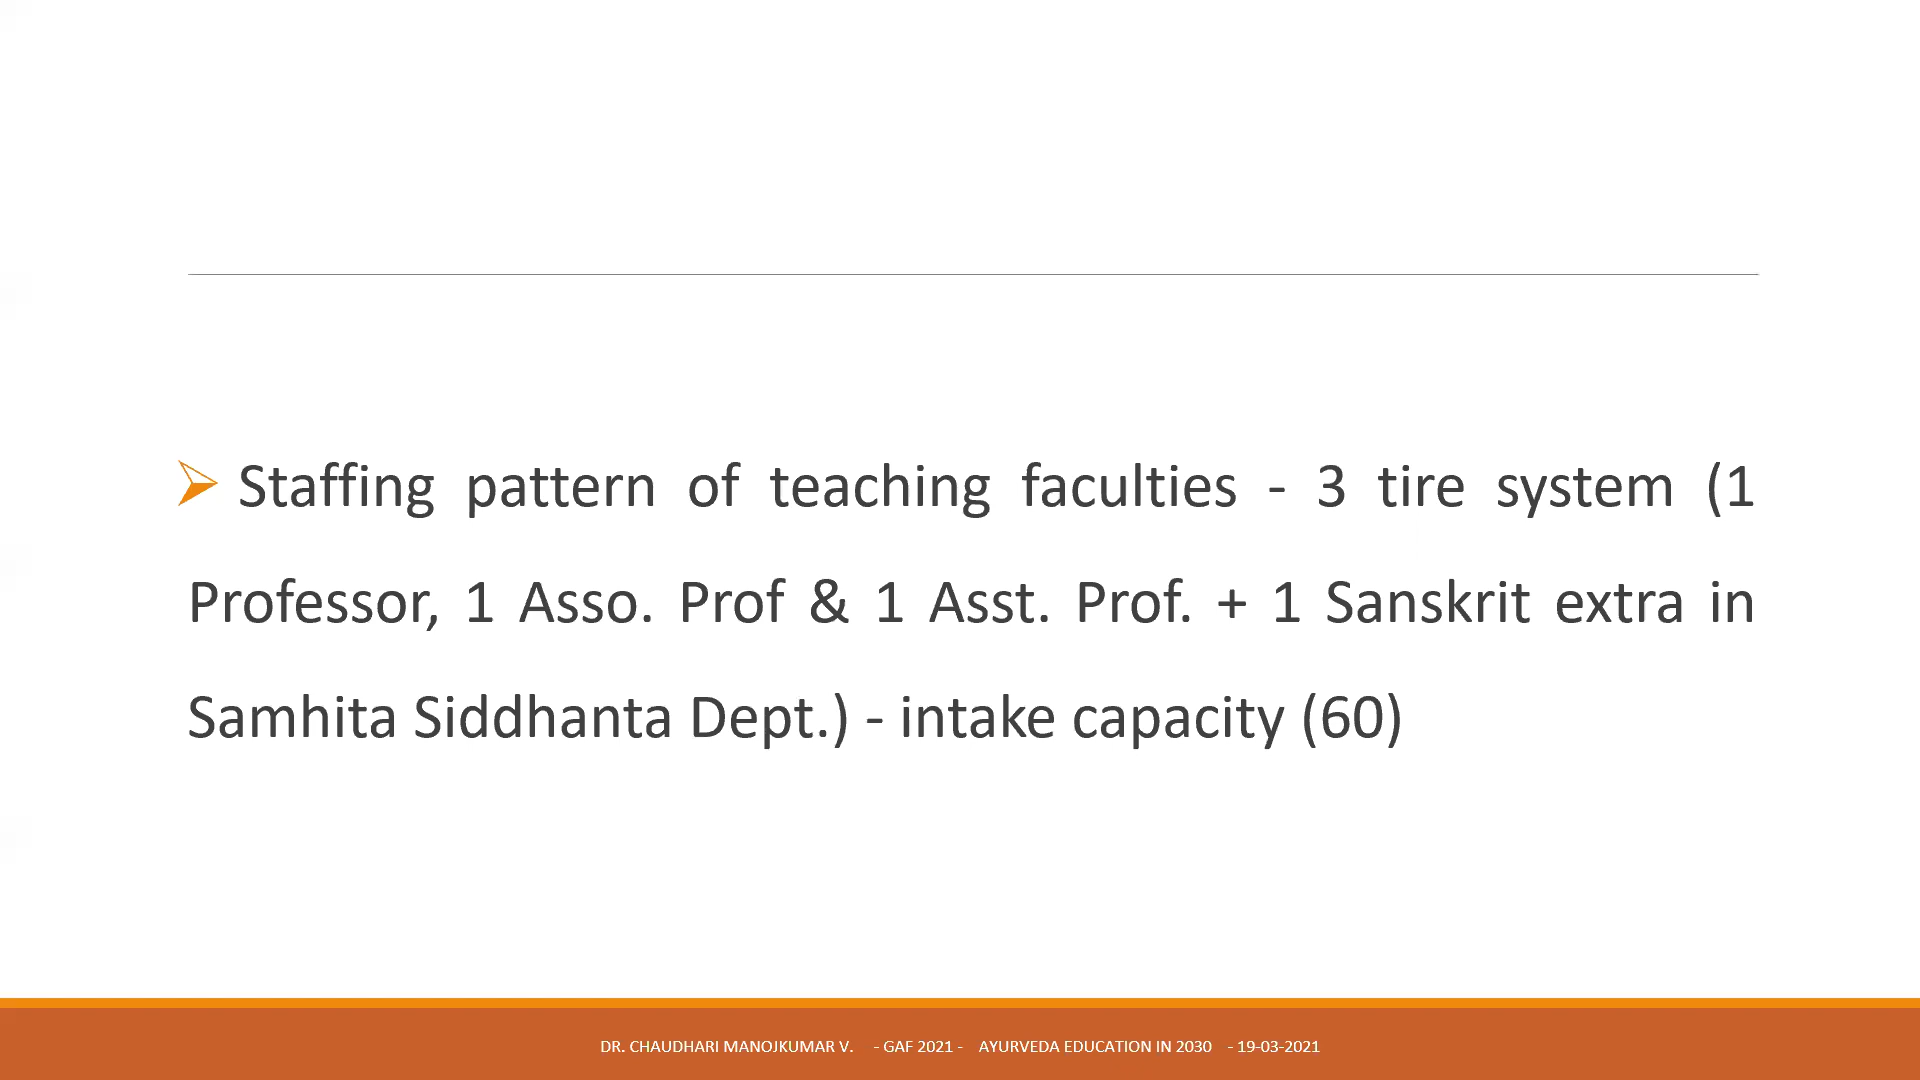 Staffing pattern of teaching faculties - 3 tire system (1
Professor, 1 Asso. Prof & 1 Asst. Prof. + 1 Sanskrit extra in
Samhita Siddhanta Dept.) - intake capacity (60)
DR. CHAUDHARI MANOJKUMAR V. - GAF 2021 - AYURVEDA EDUCATION IN 2030 - 19-03-2021